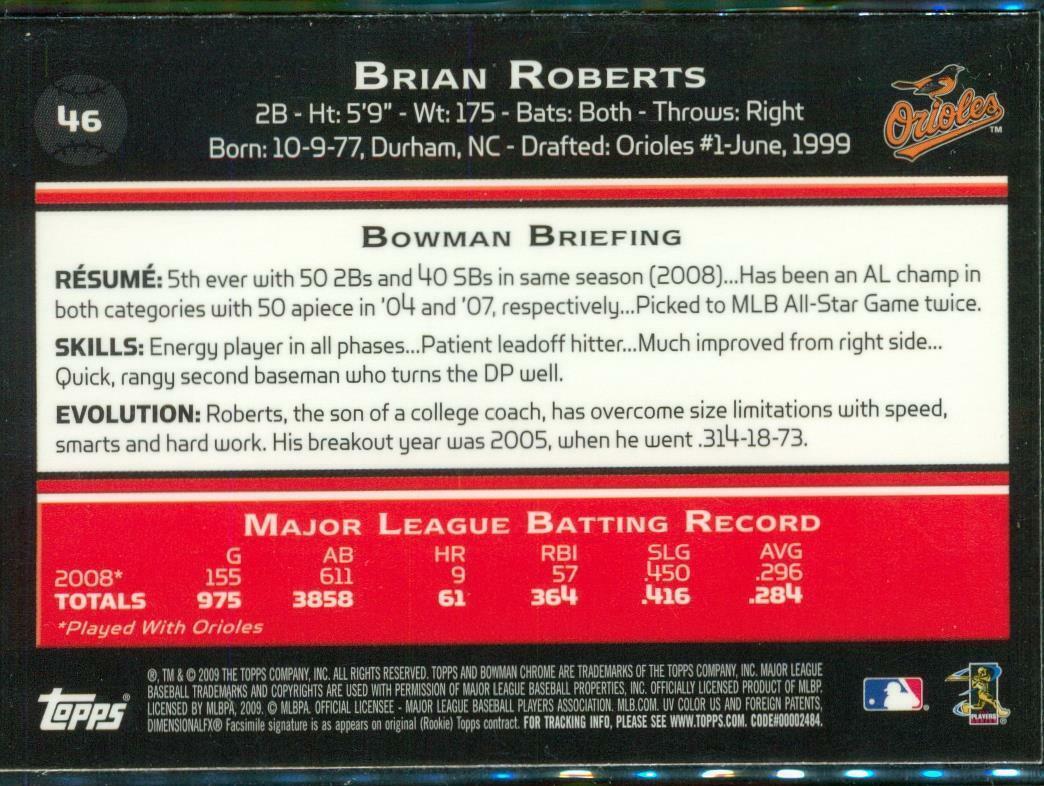 BRIAN ROBERTS
46
2B - Ht: 5'9" - Wt: 175 - Bats: Both - Throws: Right
Born: 10-9-77, Durham, NC - Drafted: Orioles #1-June, 1999
Orioles TM
BOWMAN BRIEFING
RÉSUMÉ: 5th ever with 50 2Bs and 40 SBs in same season (2008)...Has been an AL champ in
both categories with 50 apiece in '04 and '07, respectively...Picked to MLB All-Star Game twice.
SKILLS: Energy player in all phases...Patient leadoff hitter...Much improved from right side...
Quick, rangy second baseman who turns the DP well.
EVOLUTION: Roberts, the son of a college coach, has overcome size limitations with speed,
smarts and hard work. His breakout year was 2005, when he went .314-18-73.
MAJOR LEAGUE BATTING RECORD
G AB HR RBI SLG AVG
2008* 155 611 9 57 .450 .296
TOTALS 975 3858 61 364 .416 .284
*Played With Orioles
®, TM & © 2009 THE TOPPS COMPANY, INC. ALL RIGHTS RESERVED. TOPPS AND BOWMAN CHROME ARE TRADEMARKS OF THE TOPPS COMPANY, INC. MAJOR LEAGUE
BASEBALL TRADEMARKS AND COPYRIGHTS ARE USED WITH PERMISSION OF MAJOR LEAGUE BASEBALL PROPERTIES, INC. OFFICIALLY LICENSED PRODUCT OF MLBP.
LICENSED BY MLBPA, 2009. © MLBPA. OFFICIAL LICENSEE - MAJOR LEAGUE BASEBALL PLAYERS ASSOCIATION. MLB.COM. UV COLOR US AND FOREIGN PATENTS,
DIMENSIONALFX® Facsimile signature is as appears on original (Rookie) Topps contract. FOR TRACKING INFO, PLEASE SEE WWW.TOPPS.COM. CODE#00002484.
Topps®
PLAYERS